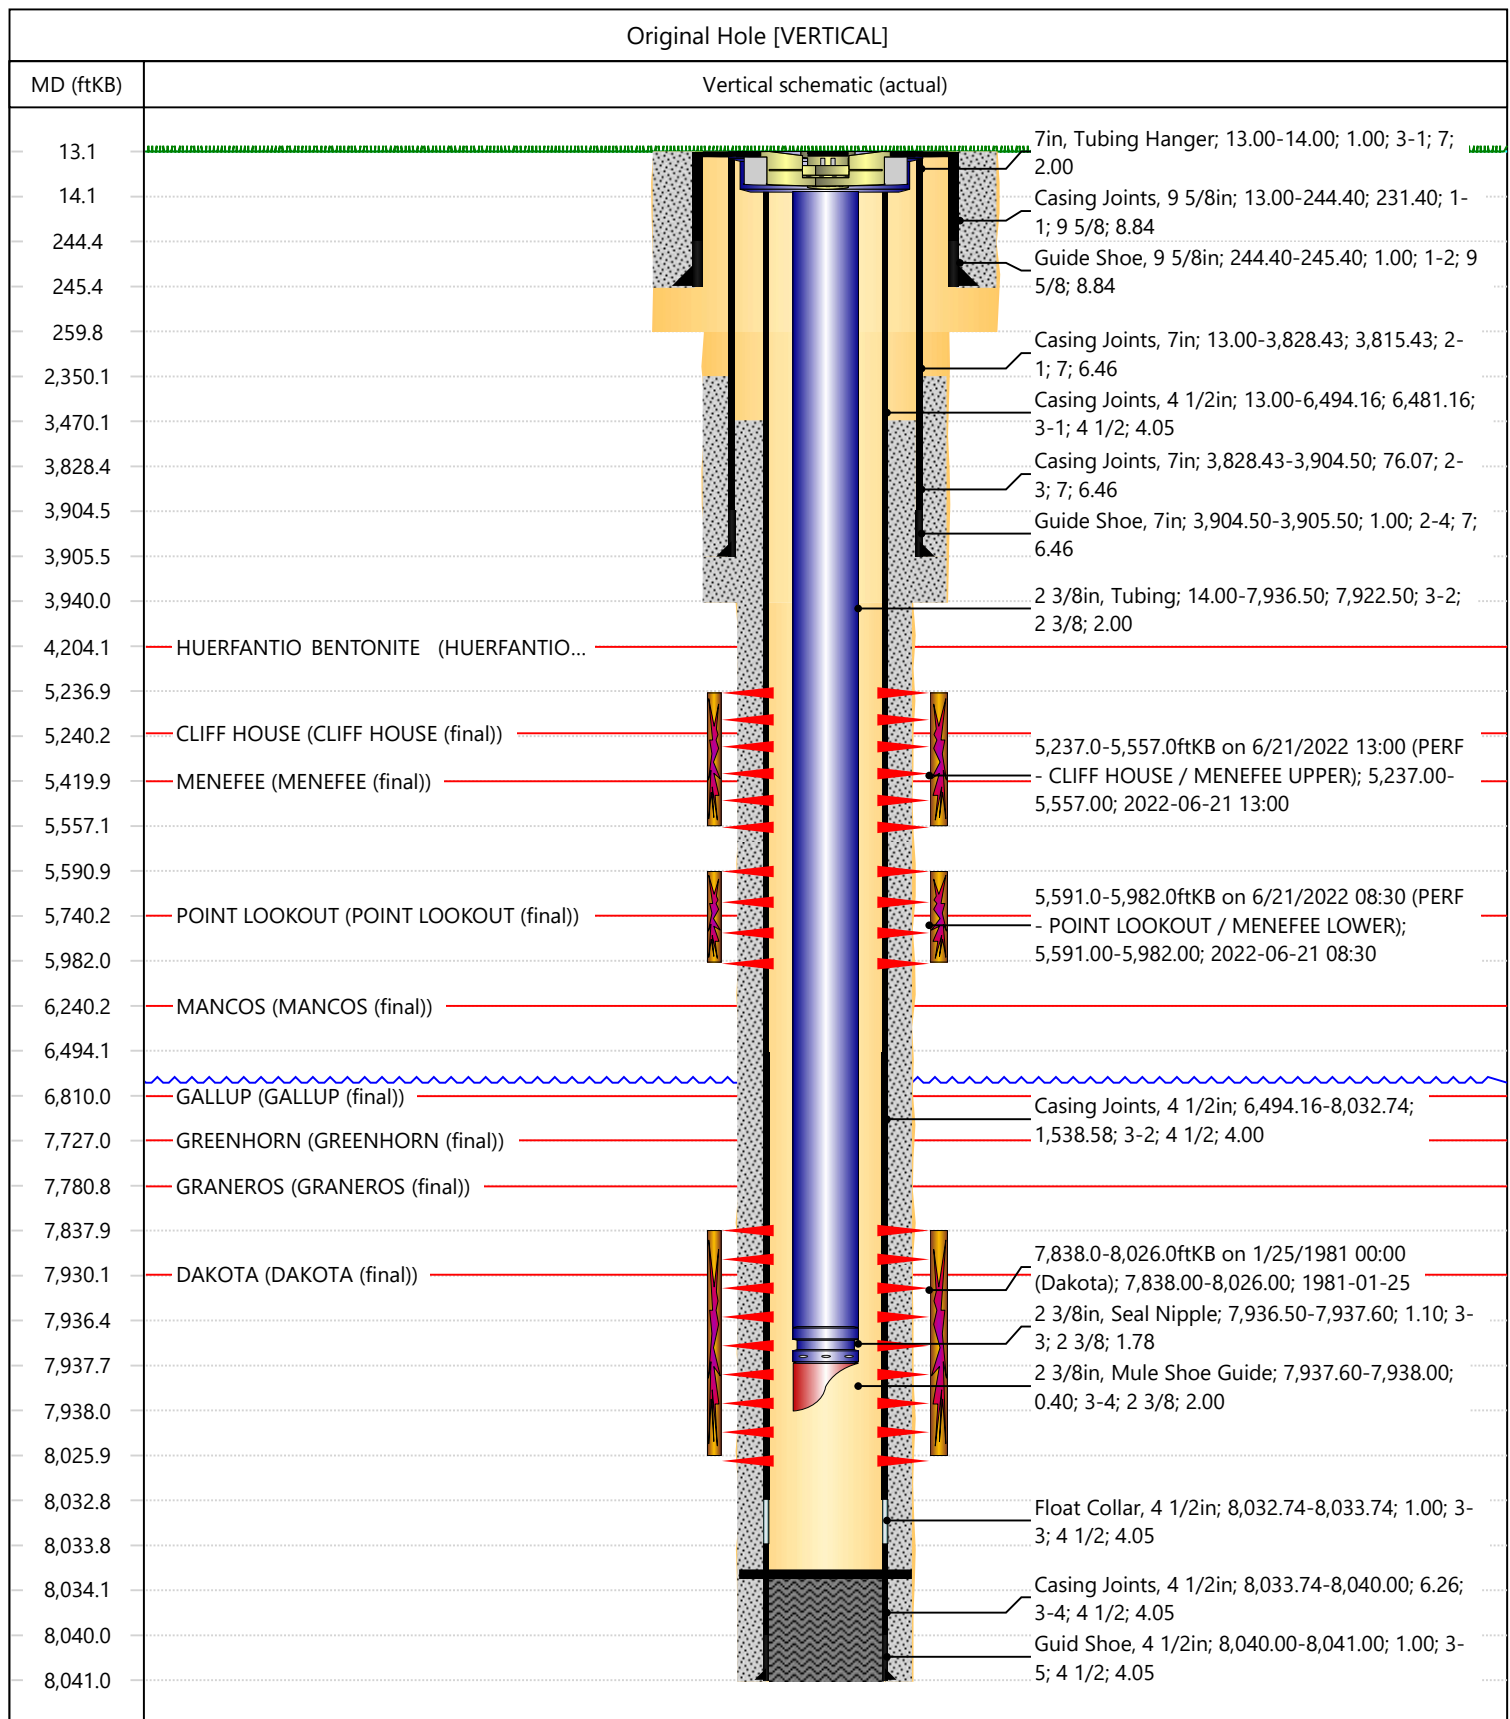 Original Hole [VERTICAL]
MD (ftKB)
Vertical schematic (actual)
13.1
14.1
244.4
245.4
259.8
2,350.1
3,470.1
3,828.4
3,904.5
3,905.5
3,940.0
4,204.1
5,236.9
5,240.2
5,419.9
5,557.1
5,590.9
5,740.2
5,982.0
6,240.2
6,494.1
6,810.0
7,727.0
7,780.8
7,837.9
7,930.1
7,936.4
7,937.7
7,938.0
8,025.9
8,032.8
8,033.8
8,034.1
8,040.0
8,041.0
HUERFANTIO BENTONITE (HUERFANTIO...
CLIFF HOUSE (CLIFF HOUSE (final))
MENEFEE (MENEFEE (final))
POINT LOOKOUT (POINT LOOKOUT (final))
MANCOS (MANCOS (final))
GALLUP (GALLUP (final))
GREENHORN (GREENHORN (final))
GRANEROS (GRANEROS (final))
DAKOTA (DAKOTA (final))
7in, Tubing Hanger; 13.00-14.00; 1.00; 3-1; 7;
2.00
Casing Joints, 9 5/8in; 13.00-244.40; 231.40; 1-
1; 9 5/8; 8.84
Guide Shoe, 9 5/8in; 244.40-245.40; 1.00; 1-2; 9
5/8; 8.84
Casing Joints, 7in; 13.00-3,828.43; 3,815.43; 2-
1; 7; 6.46
Casing Joints, 4 1/2in; 13.00-6,494.16; 6,481.16;
3-1; 4 1/2; 4.05
Casing Joints, 7in; 3,828.43-3,904.50; 76.07; 2-
3; 7; 6.46
Guide Shoe, 7in; 3,904.50-3,905.50; 1.00; 2-4; 7;
6.46
2 3/8in, Tubing; 14.00-7,936.50; 7,922.50; 3-2;
2 3/8; 2.00
5,237.0-5,557.0ftKB on 6/21/2022 13:00 (PERF
- CLIFF HOUSE / MENEFEE UPPER); 5,237.00-
5,557.00; 2022-06-21 13:00
5,591.0-5,982.0ftKB on 6/21/2022 08:30 (PERF
- POINT LOOKOUT / MENEFEE LOWER);
5,591.00-5,982.00; 2022-06-21 08:30
Casing Joints, 4 1/2in; 6,494.16-8,032.74;
1,538.58; 3-2; 4 1/2; 4.00
7,838.0-8,026.0ftKB on 1/25/1981 00:00
(Dakota); 7,838.00-8,026.00; 1981-01-25
2 3/8in, Seal Nipple; 7,936.50-7,937.60; 1.10; 3-
3; 2 3/8; 1.78
2 3/8in, Mule Shoe Guide; 7,937.60-7,938.00;
0.40; 3-4; 2 3/8; 2.00
Float Collar, 4 1/2in; 8,032.74-8,033.74; 1.00; 3-
3; 4 1/2; 4.05
Casing Joints, 4 1/2in; 8,033.74-8,040.00; 6.26;
3-4; 4 1/2; 4.05
Guid Shoe, 4 1/2in; 8,040.00-8,041.00; 1.00; 3-
5; 4 1/2; 4.05